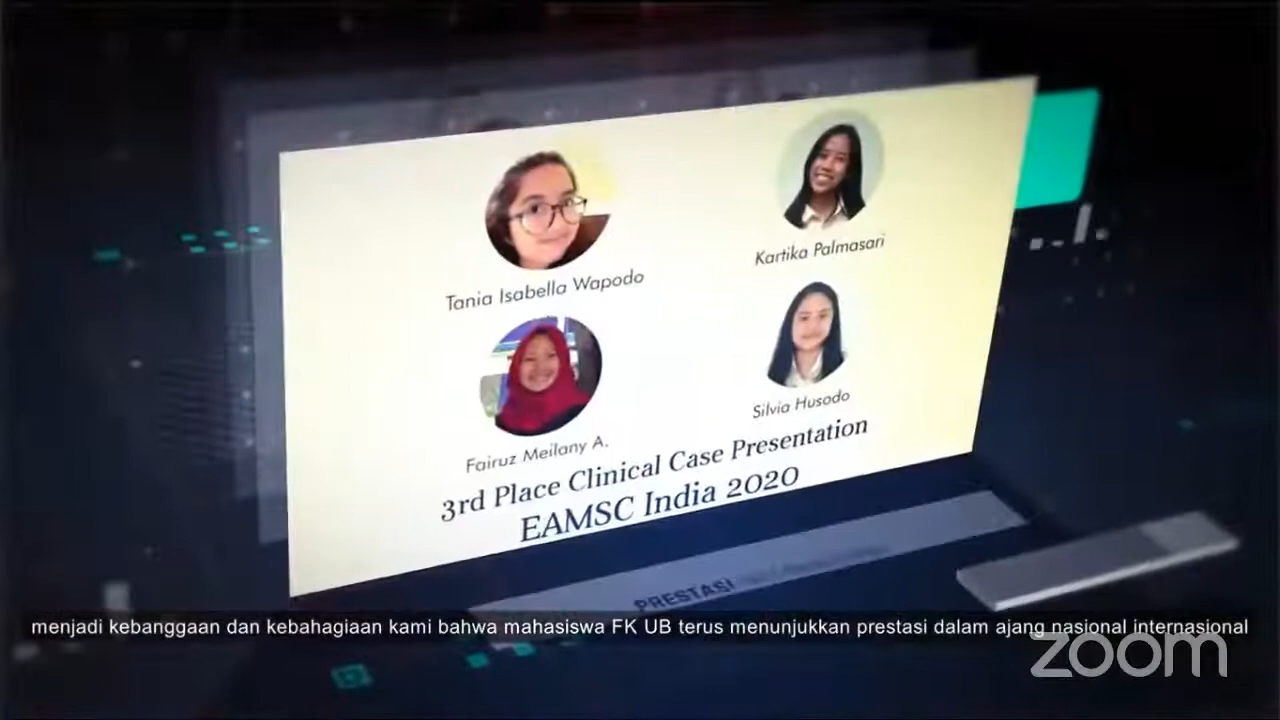 Tania Isabella Wapodo
Kartika Palmasari
Fairuz Meilany A.
Silvia Husodo
3rd Place Clinical Case Presentation
EAMSC India 2020
PRESTASI
menjadi kebanggaan dan kebahagiaan kami bahwa mahasiswa FK UB terus menunjukkan prestasi dalam ajang nasional internasional
zoom